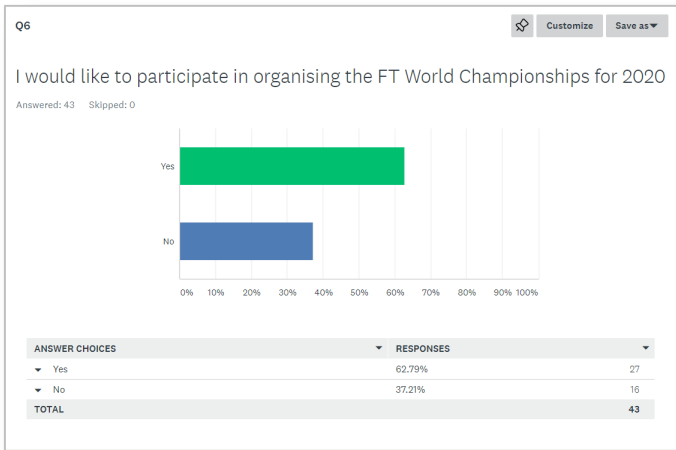 Q6 Customize Save as
I would like to participate in organising the FT World Championships for 2020
Answered: 43 Skipped: 0
Yes
No
0% 10% 20% 30% 40% 50% 60% 70% 80% 90% 100%
ANSWER CHOICES RESPONSES
Yes 62.79% 27
No 37.21% 16
TOTAL 43